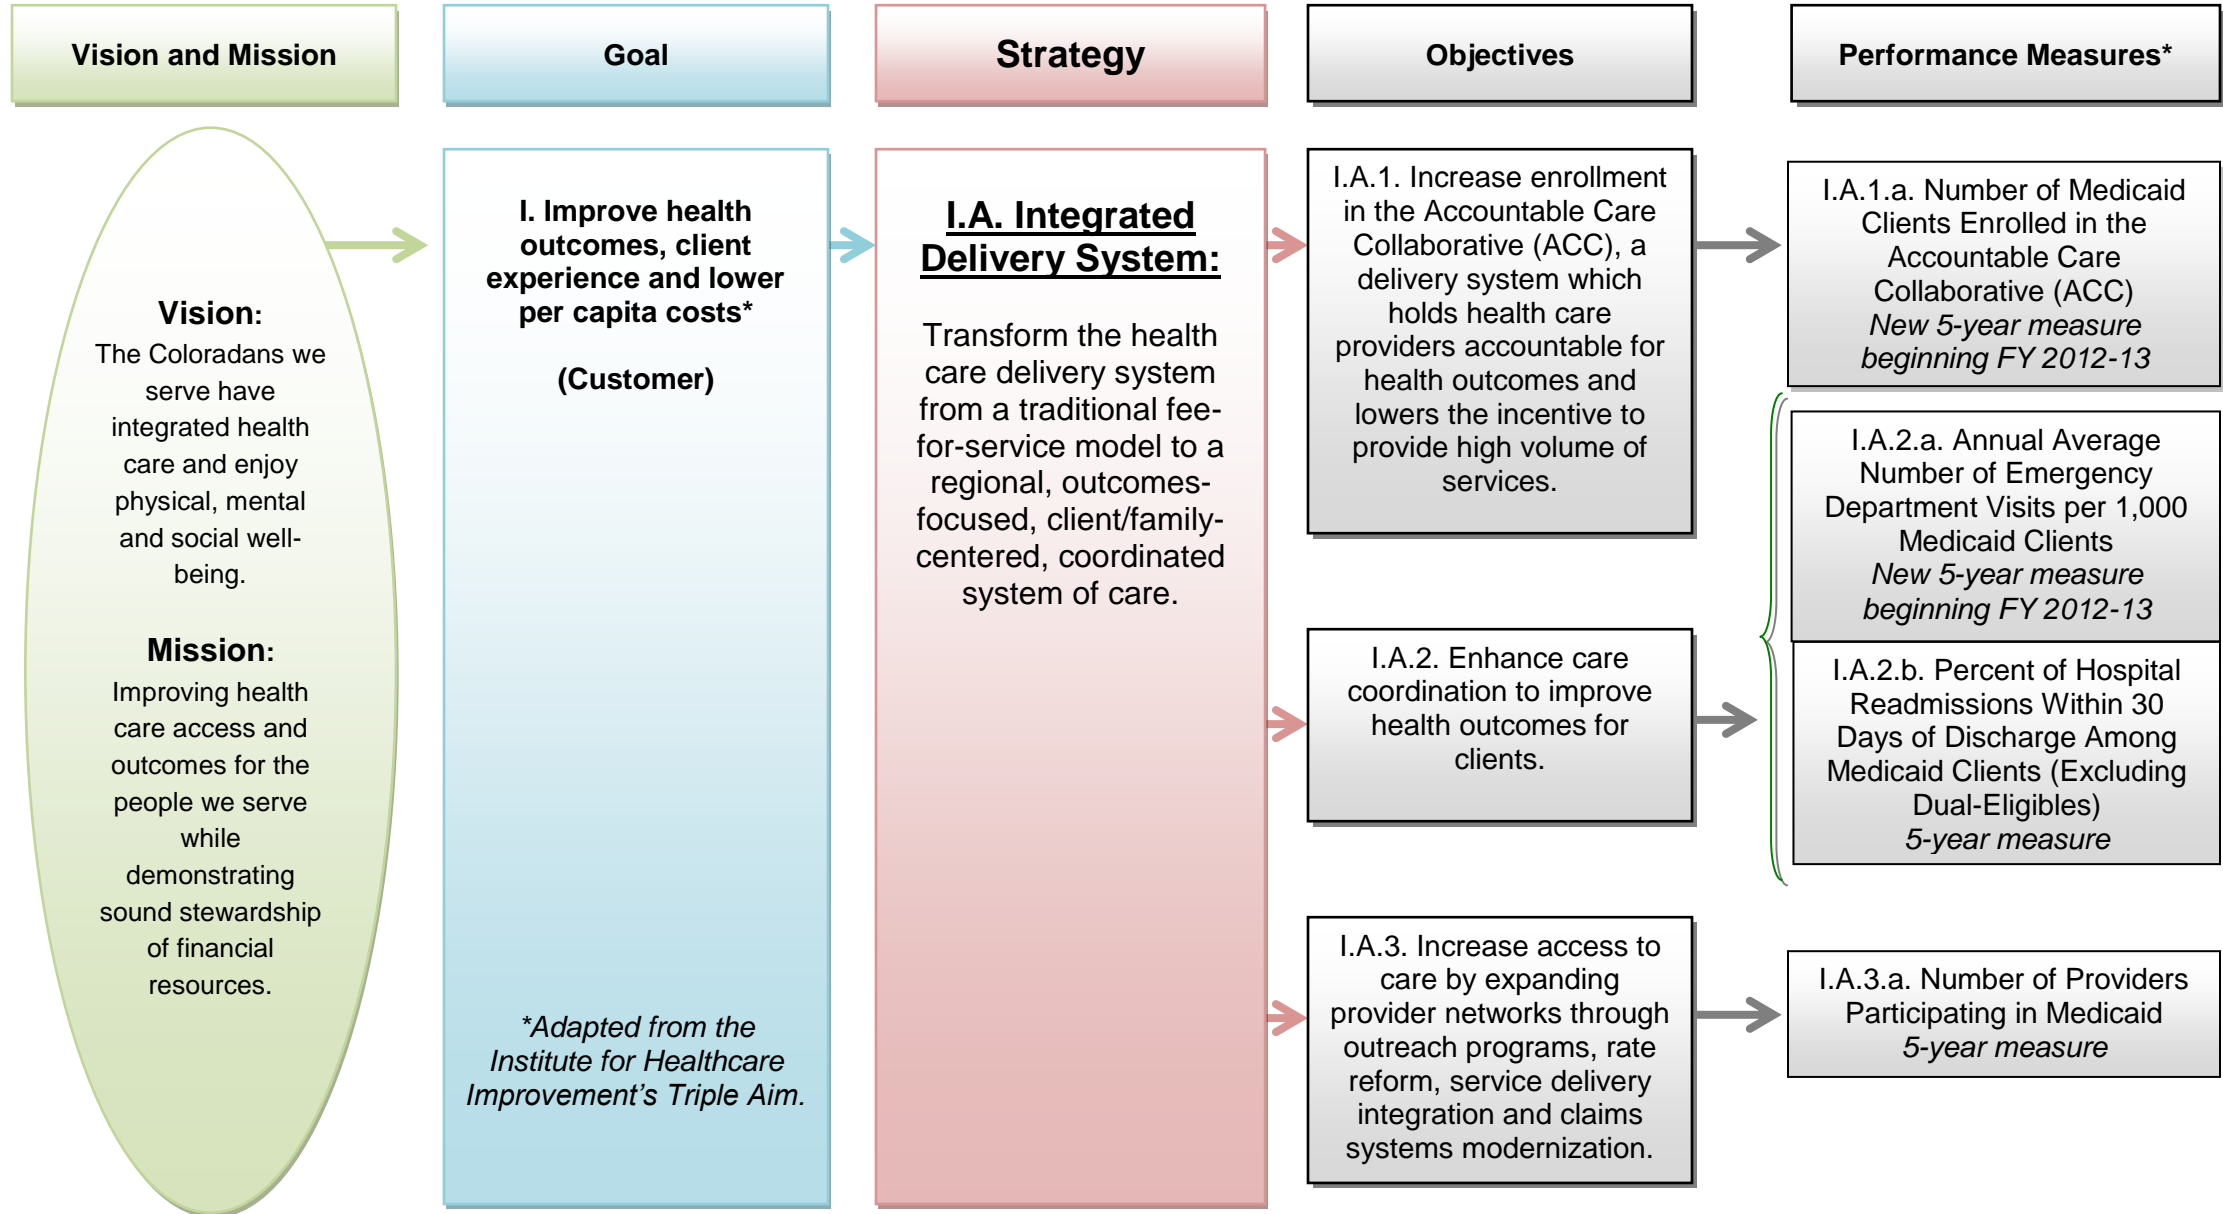 Vision and Mission
Goal
Strategy
Objectives
Performance Measures*
Vision:
The Coloradans we
serve have
integrated health
care and enjoy
physical, mental
and social well-
being.
Mission:
Improving health
care access and
outcomes for the
people we serve
while
demonstrating
sound stewardship
of financial
resources.
I. Improve health
outcomes, client
experience and lower
per capita costs*
(Customer)
*Adapted from the
Institute for Healthcare
Improvement's Triple Aim.
I.A. Integrated
Delivery System:
Transform the health
care delivery system
from a traditional fee-
for-service model to a
regional, outcomes-
focused, client/family-
centered, coordinated
system of care.
I.A.1. Increase enrollment
in the Accountable Care
Collaborative (ACC), a
delivery system which
holds health care
providers accountable for
health outcomes and
lowers the incentive to
provide high volume of
services.
I.A.2. Enhance care
coordination to improve
health outcomes for
clients.
I.A.3. Increase access to
care by expanding
provider networks through
outreach programs, rate
reform, service delivery
integration and claims
systems modernization.
I.A.1.a. Number of Medicaid
Clients Enrolled in the
Accountable Care
Collaborative (ACC)
New 5-year measure
beginning FY 2012-13
I.A.2.a. Annual Average
Number of Emergency
Department Visits per 1,000
Medicaid Clients
New 5-year measure
beginning FY 2012-13
I.A.2.b. Percent of Hospital
Readmissions Within 30
Days of Discharge Among
Medicaid Clients (Excluding
Dual-Eligibles)
5-year measure
I.A.3.a. Number of Providers
Participating in Medicaid
5-year measure